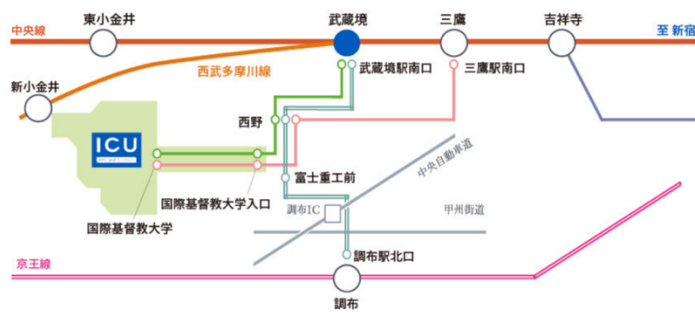 東小金井
武蔵境
三鷹
吉祥寺
中央線
至 新宿
西武多摩川線
武蔵境駅南口
三鷹駅南口
新小金井
西野
ICU
中央自動車道
富士重工前
国際基督教大学入口
調布IC
甲州街道
国際基督教大学
調布駅北口
京王線
調布